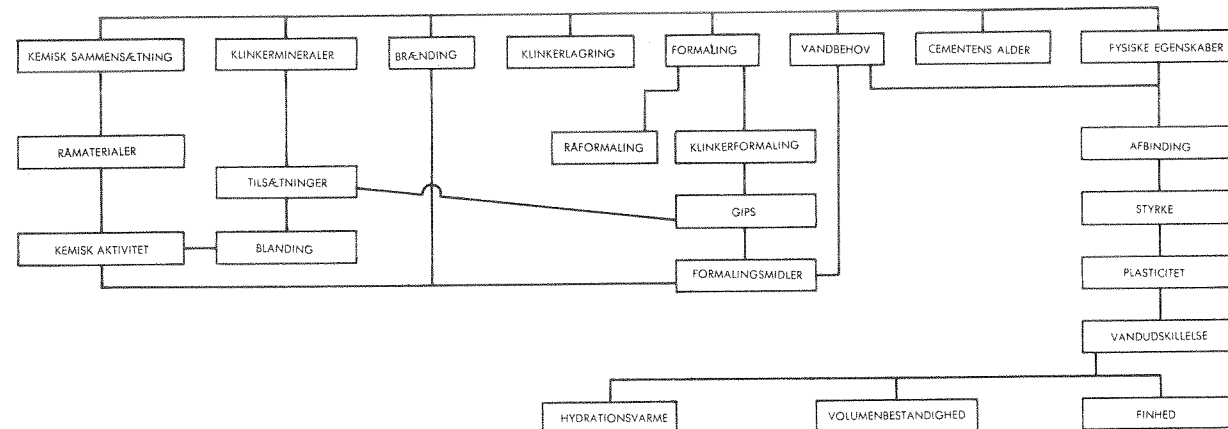 KEMISK SAMMENSÆTNING
KLINKERMINERALER
BRÆNDING
KLINKERLAGRING
FORMALING
VANDBEHOV
CEMENTENS ALDER
FYSISKE EGENSKABER
RÅMATERIALER
RÅFORMALING
KLINKERFORMALING
AFBINDING
TILSÆTNINGER
GIPS
STYRKE
KEMISK AKTIVITET
BLANDING
FORMALINGSMIDLER
PLASTICITET
VANDUDSKILLELSE
HYDRATIONSVARME
VOLUMENBESTANDIGHED
FINHED